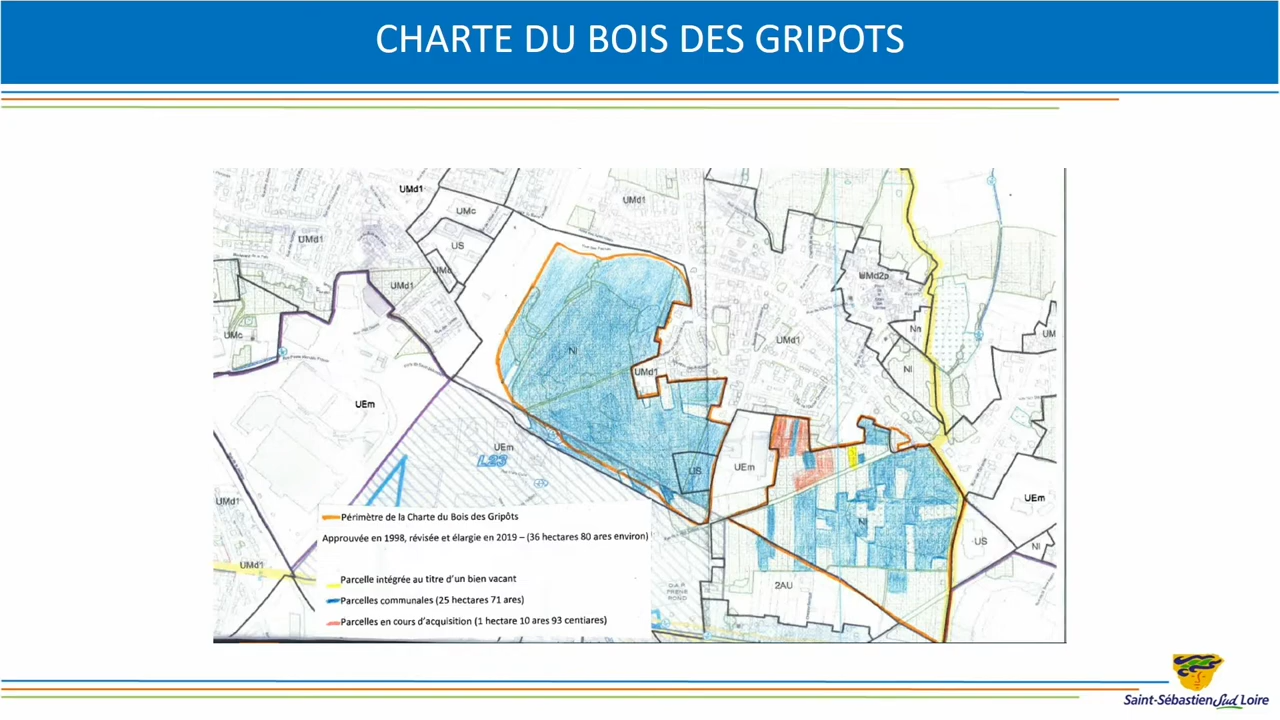 CHARTE DU BOIS DES GRIPOTS
UMd1
UMc
UMd1
UMd1
US
UMc
UMd1
UMd2p
UMc
Nn
UM
UMd1
NI
UMd1
NI
UEm
UEm
US
UEm
L23
UMd1
UEm
NI
US
NI
UMd1
2AU
Périmètre de la Charte du Bois des Gripôts
Approuvée en 1998, révisée et élargie en 2019 – (36 hectares 80 ares environ)
Parcelle intégrée au titre d'un bien vacant
Parcelles communales (25 hectares 71 ares)
Parcelles en cours d'acquisition (1 hectare 10 ares 93 centiares)
Saint-Sébastien Sud Loire